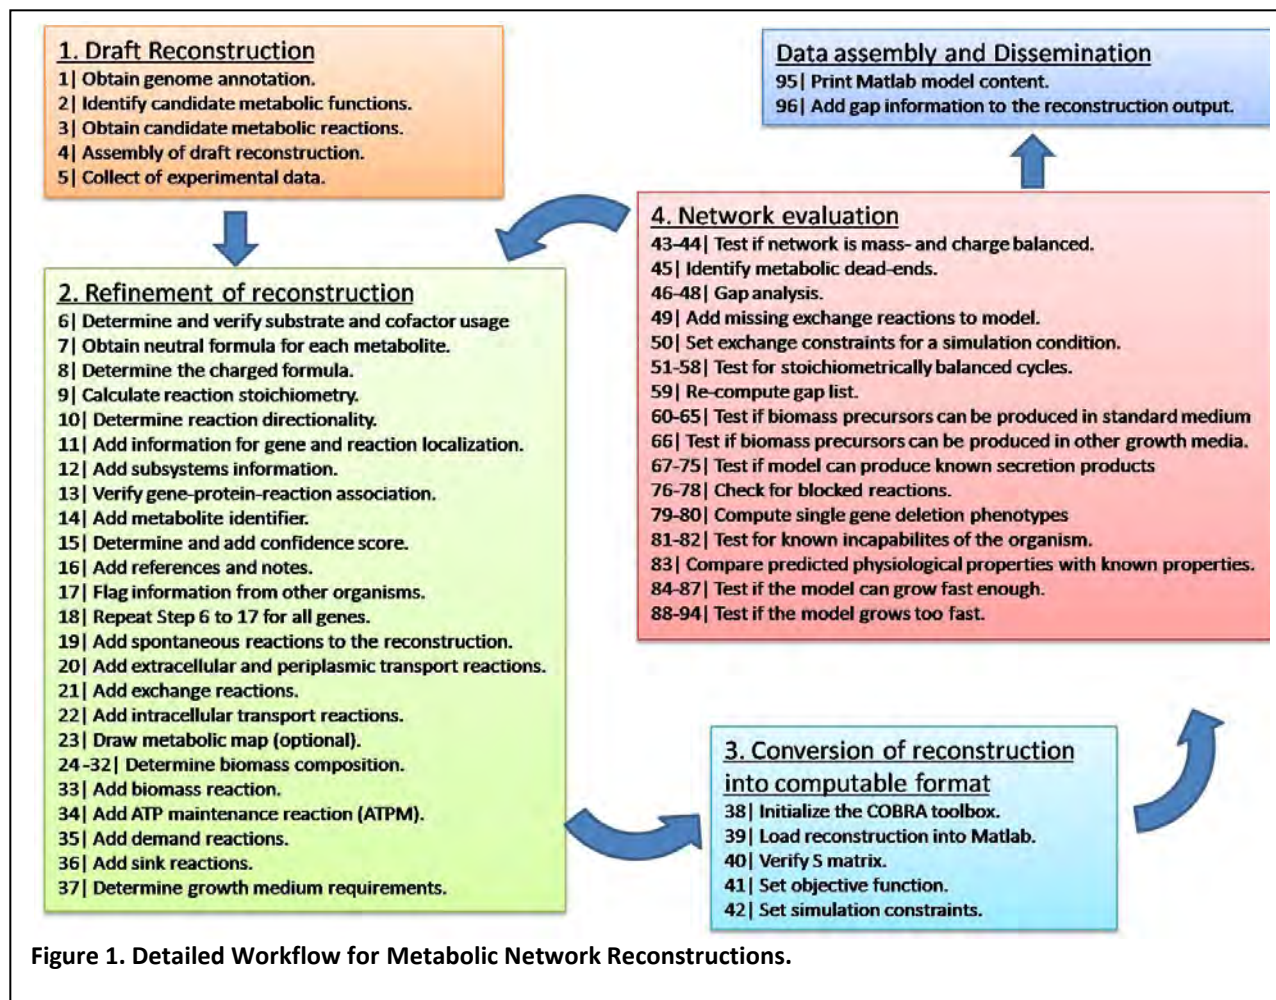 1. Draft Reconstruction
1| Obtain genome annotation.
2| Identify candidate metabolic functions.
3| Obtain candidate metabolic reactions.
4| Assembly of draft reconstruction.
5| Collect of experimental data.
2. Refinement of reconstruction
6| Determine and verify substrate and cofactor usage
7| Obtain neutral formula for each metabolite.
8| Determine the charged formula.
9| Calculate reaction stoichiometry.
10| Determine reaction directionality.
11| Add information for gene and reaction localization.
12| Add subsystems information.
13| Verify gene-protein-reaction association.
14| Add metabolite identifier.
15| Determine and add confidence score.
16| Add references and notes.
17| Flag information from other organisms.
18| Repeat Step 6 to 17 for all genes.
19| Add spontaneous reactions to the reconstruction.
20| Add extracellular and periplasmic transport reactions.
21| Add exchange reactions.
22| Add intracellular transport reactions.
23| Draw metabolic map (optional).
24 -32| Determine biomass composition.
33| Add biomass reaction.
34| Add ATP maintenance reaction (ATPM).
35| Add demand reactions.
36| Add sink reactions.
37| Determine growth medium requirements.
3. Conversion of reconstruction
into computable format
38| Initialize the COBRA toolbox.
39| Load reconstruction into Matlab.
40| Verify S matrix.
41| Set objective function.
42| Set simulation constraints.
4. Network evaluation
43-44| Test if network is mass- and charge balanced.
45| Identify metabolic dead-ends.
46-48| Gap analysis.
49| Add missing exchange reactions to model.
50| Set exchange constraints for a simulation condition.
51-58| Test for stoichiometrically balanced cycles.
59| Re-compute gap list.
60-65| Test if biomass precursors can be produced in standard medium
66| Test if biomass precursors can be produced in other growth media.
67-75| Test if model can produce known secretion products
76-78| Check for blocked reactions.
79-80| Compute single gene deletion phenotypes
81-82| Test for known incapabilites of the organism.
83| Compare predicted physiological properties with known properties.
84-87| Test if the model can grow fast enough.
88-94| Test if the model grows too fast.
Data assembly and Dissemination
95| Print Matlab model content.
96| Add gap information to the reconstruction output.
Figure 1. Detailed Workflow for Metabolic Network Reconstructions.